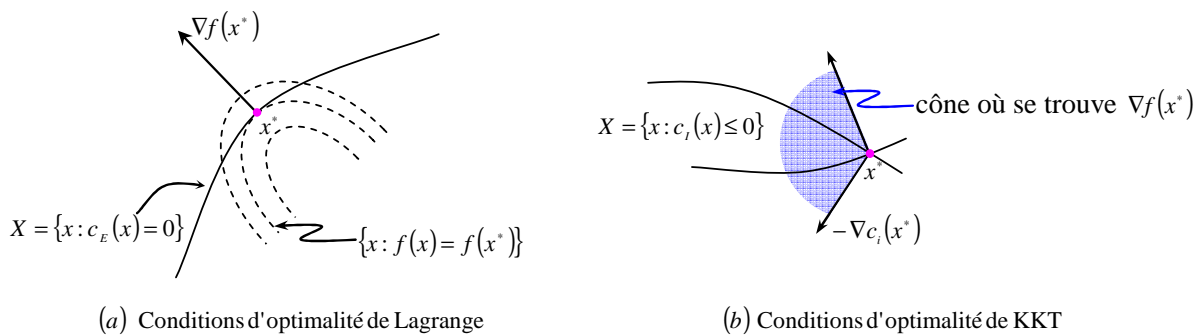 ∇f(x*)
x*
X = {x : c_E(x) = 0}
{x : f(x) = f(x*)}
(a) Conditions d'optimalité de Lagrange
cône où se trouve ∇f(x*)
X = {x : c_I(x) ≤ 0}
x*
−∇c_i(x*)
(b) Conditions d'optimalité de KKT